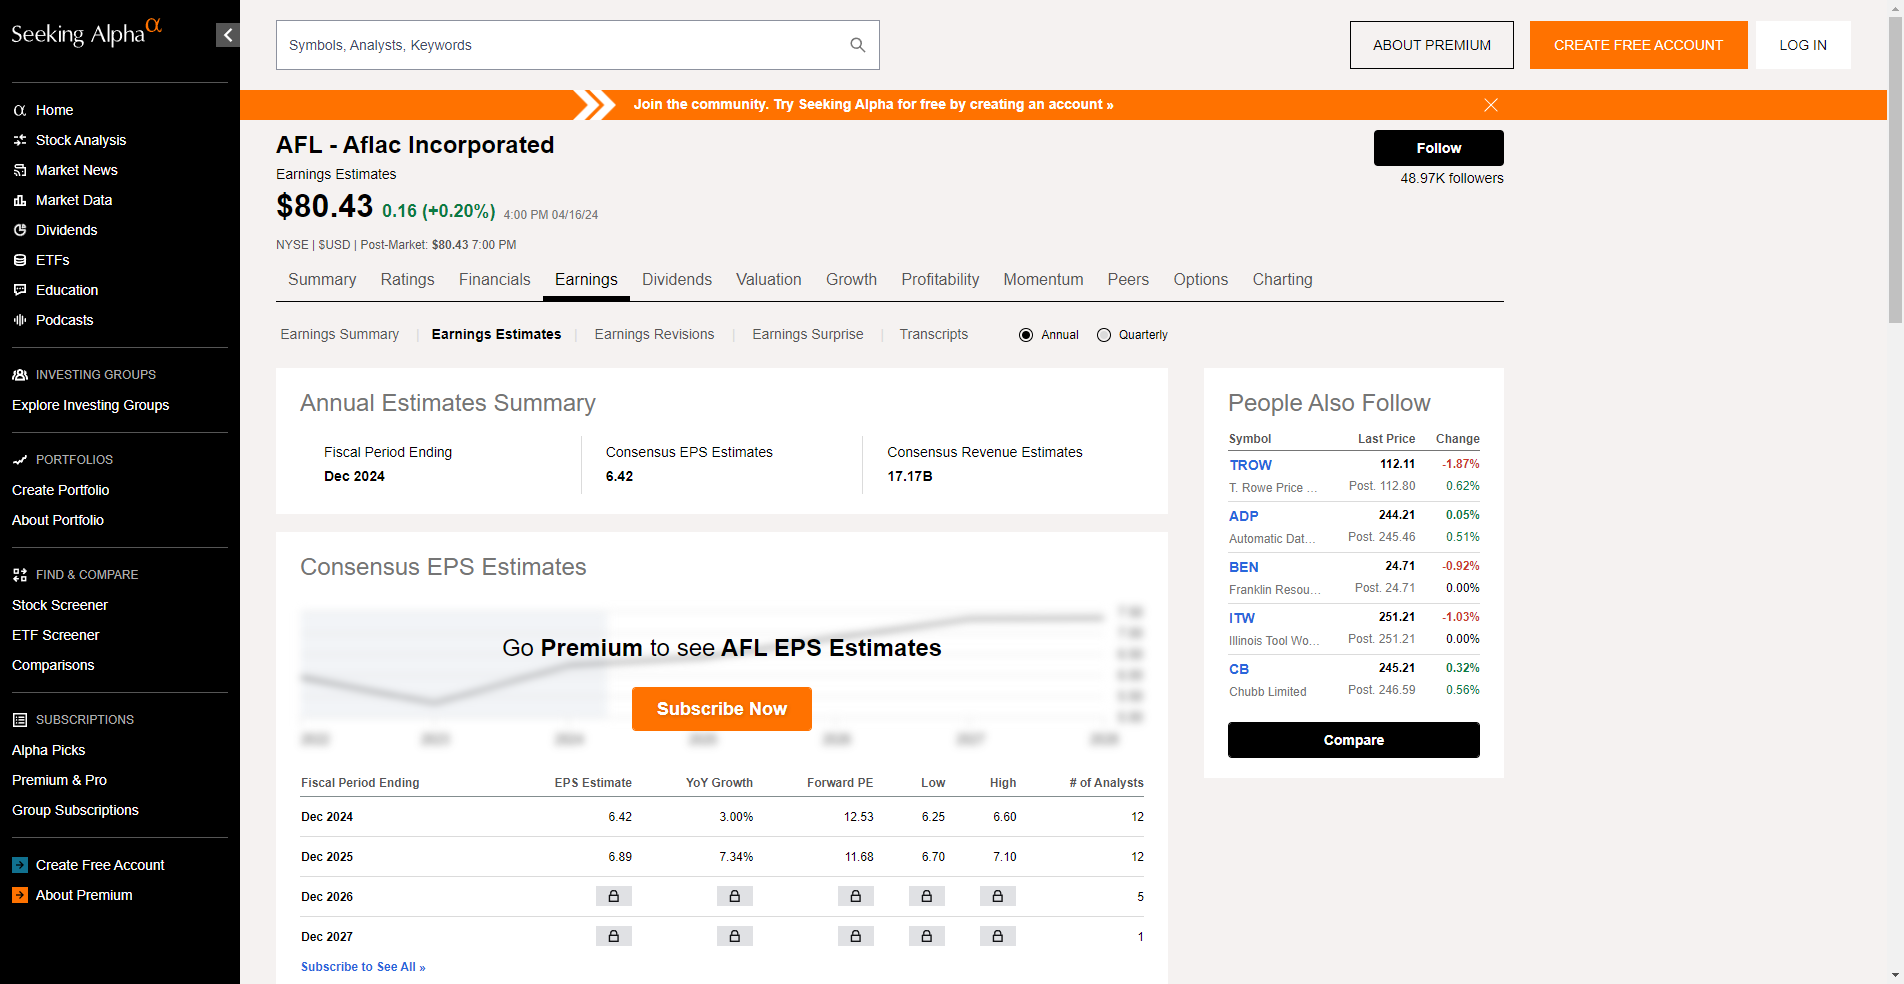 Seeking Alpha α
Home
Stock Analysis
Market News
Market Data
Dividends
ETFs
Education
Podcasts
INVESTING GROUPS
Explore Investing Groups
PORTFOLIOS
Create Portfolio
About Portfolio
FIND & COMPARE
Stock Screener
ETF Screener
Comparisons
SUBSCRIPTIONS
Alpha Picks
Premium & Pro
Group Subscriptions
Create Free Account
About Premium
Symbols, Analysts, Keywords
ABOUT PREMIUM
CREATE FREE ACCOUNT
LOG IN
Join the community. Try Seeking Alpha for free by creating an account »
AFL - Aflac Incorporated
Earnings Estimates
$80.43 0.16 (+0.20%) 4:00 PM 04/16/24
NYSE | $USD | Post-Market: $80.43 7:00 PM
Follow
48.97K followers
Summary Ratings Financials Earnings Dividends Valuation Growth Profitability Momentum Peers Options Charting
Earnings Summary | Earnings Estimates | Earnings Revisions | Earnings Surprise | Transcripts Annual Quarterly
Annual Estimates Summary
Fiscal Period Ending Consensus EPS Estimates Consensus Revenue Estimates
Dec 2024 6.42 17.17B
Consensus EPS Estimates
Go Premium to see AFL EPS Estimates
Subscribe Now
Fiscal Period Ending EPS Estimate YoY Growth Forward PE Low High # of Analysts
Dec 2024 6.42 3.00% 12.53 6.25 6.60 12
Dec 2025 6.89 7.34% 11.68 6.70 7.10 12
Dec 2026 5
Dec 2027 1
Subscribe to See All »
People Also Follow
Symbol Last Price Change
TROW 112.11 -1.87%
T. Rowe Price ... Post. 112.80 0.62%
ADP 244.21 0.05%
Automatic Dat... Post. 245.46 0.51%
BEN 24.71 -0.92%
Franklin Resou... Post. 24.71 0.00%
ITW 251.21 -1.03%
Illinois Tool Wo... Post. 251.21 0.00%
CB 245.21 0.32%
Chubb Limited Post. 246.59 0.56%
Compare